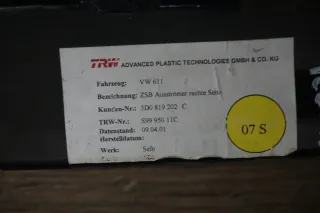 TRW ADVANCED PLASTIC TECHNOLOGIES GMBH & CO. KG
Fahrzeug: VW 611
Bezeichnung: ZSB Ausströmer rechte Seite
Kunden-Nr: 3D0 819 202 C
TRW-Nr: 599 950 11C
Datenstand: 09.04.01
Herstelldatum:
Werk: Selb
07 S